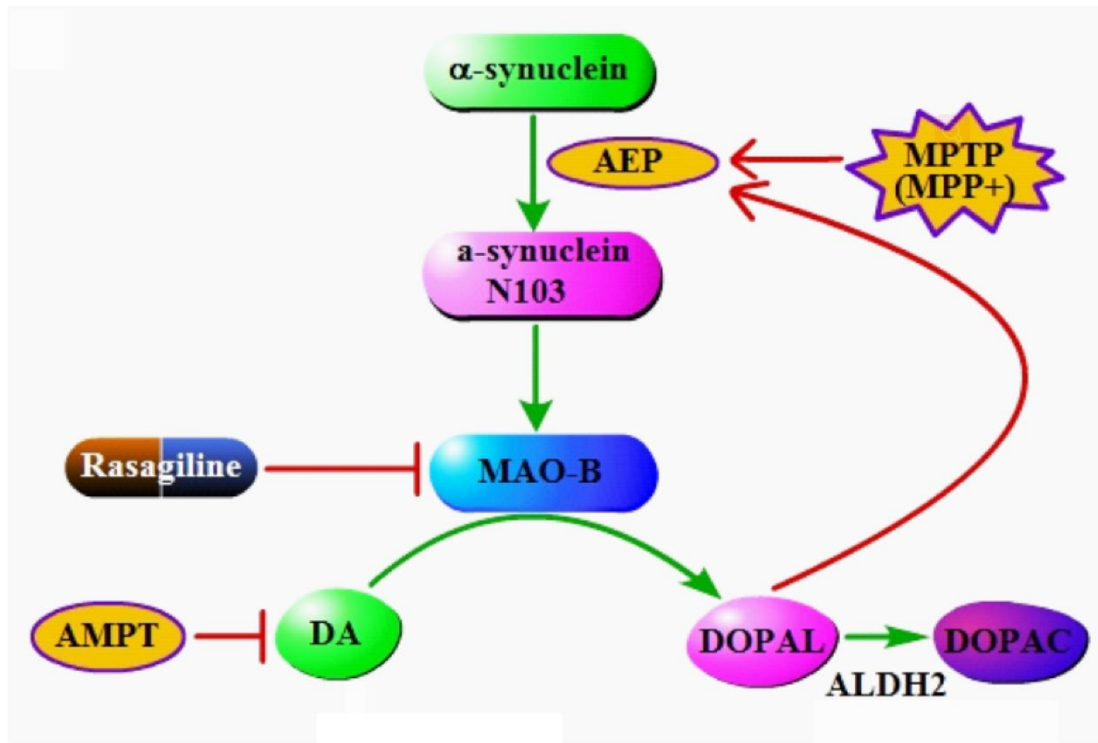 α-synuclein
AEP
MPTP
(MPP+)
a-synuclein
N103
Rasagiline
MAO-B
AMPT
DA
DOPAL
DOPAC
ALDH2